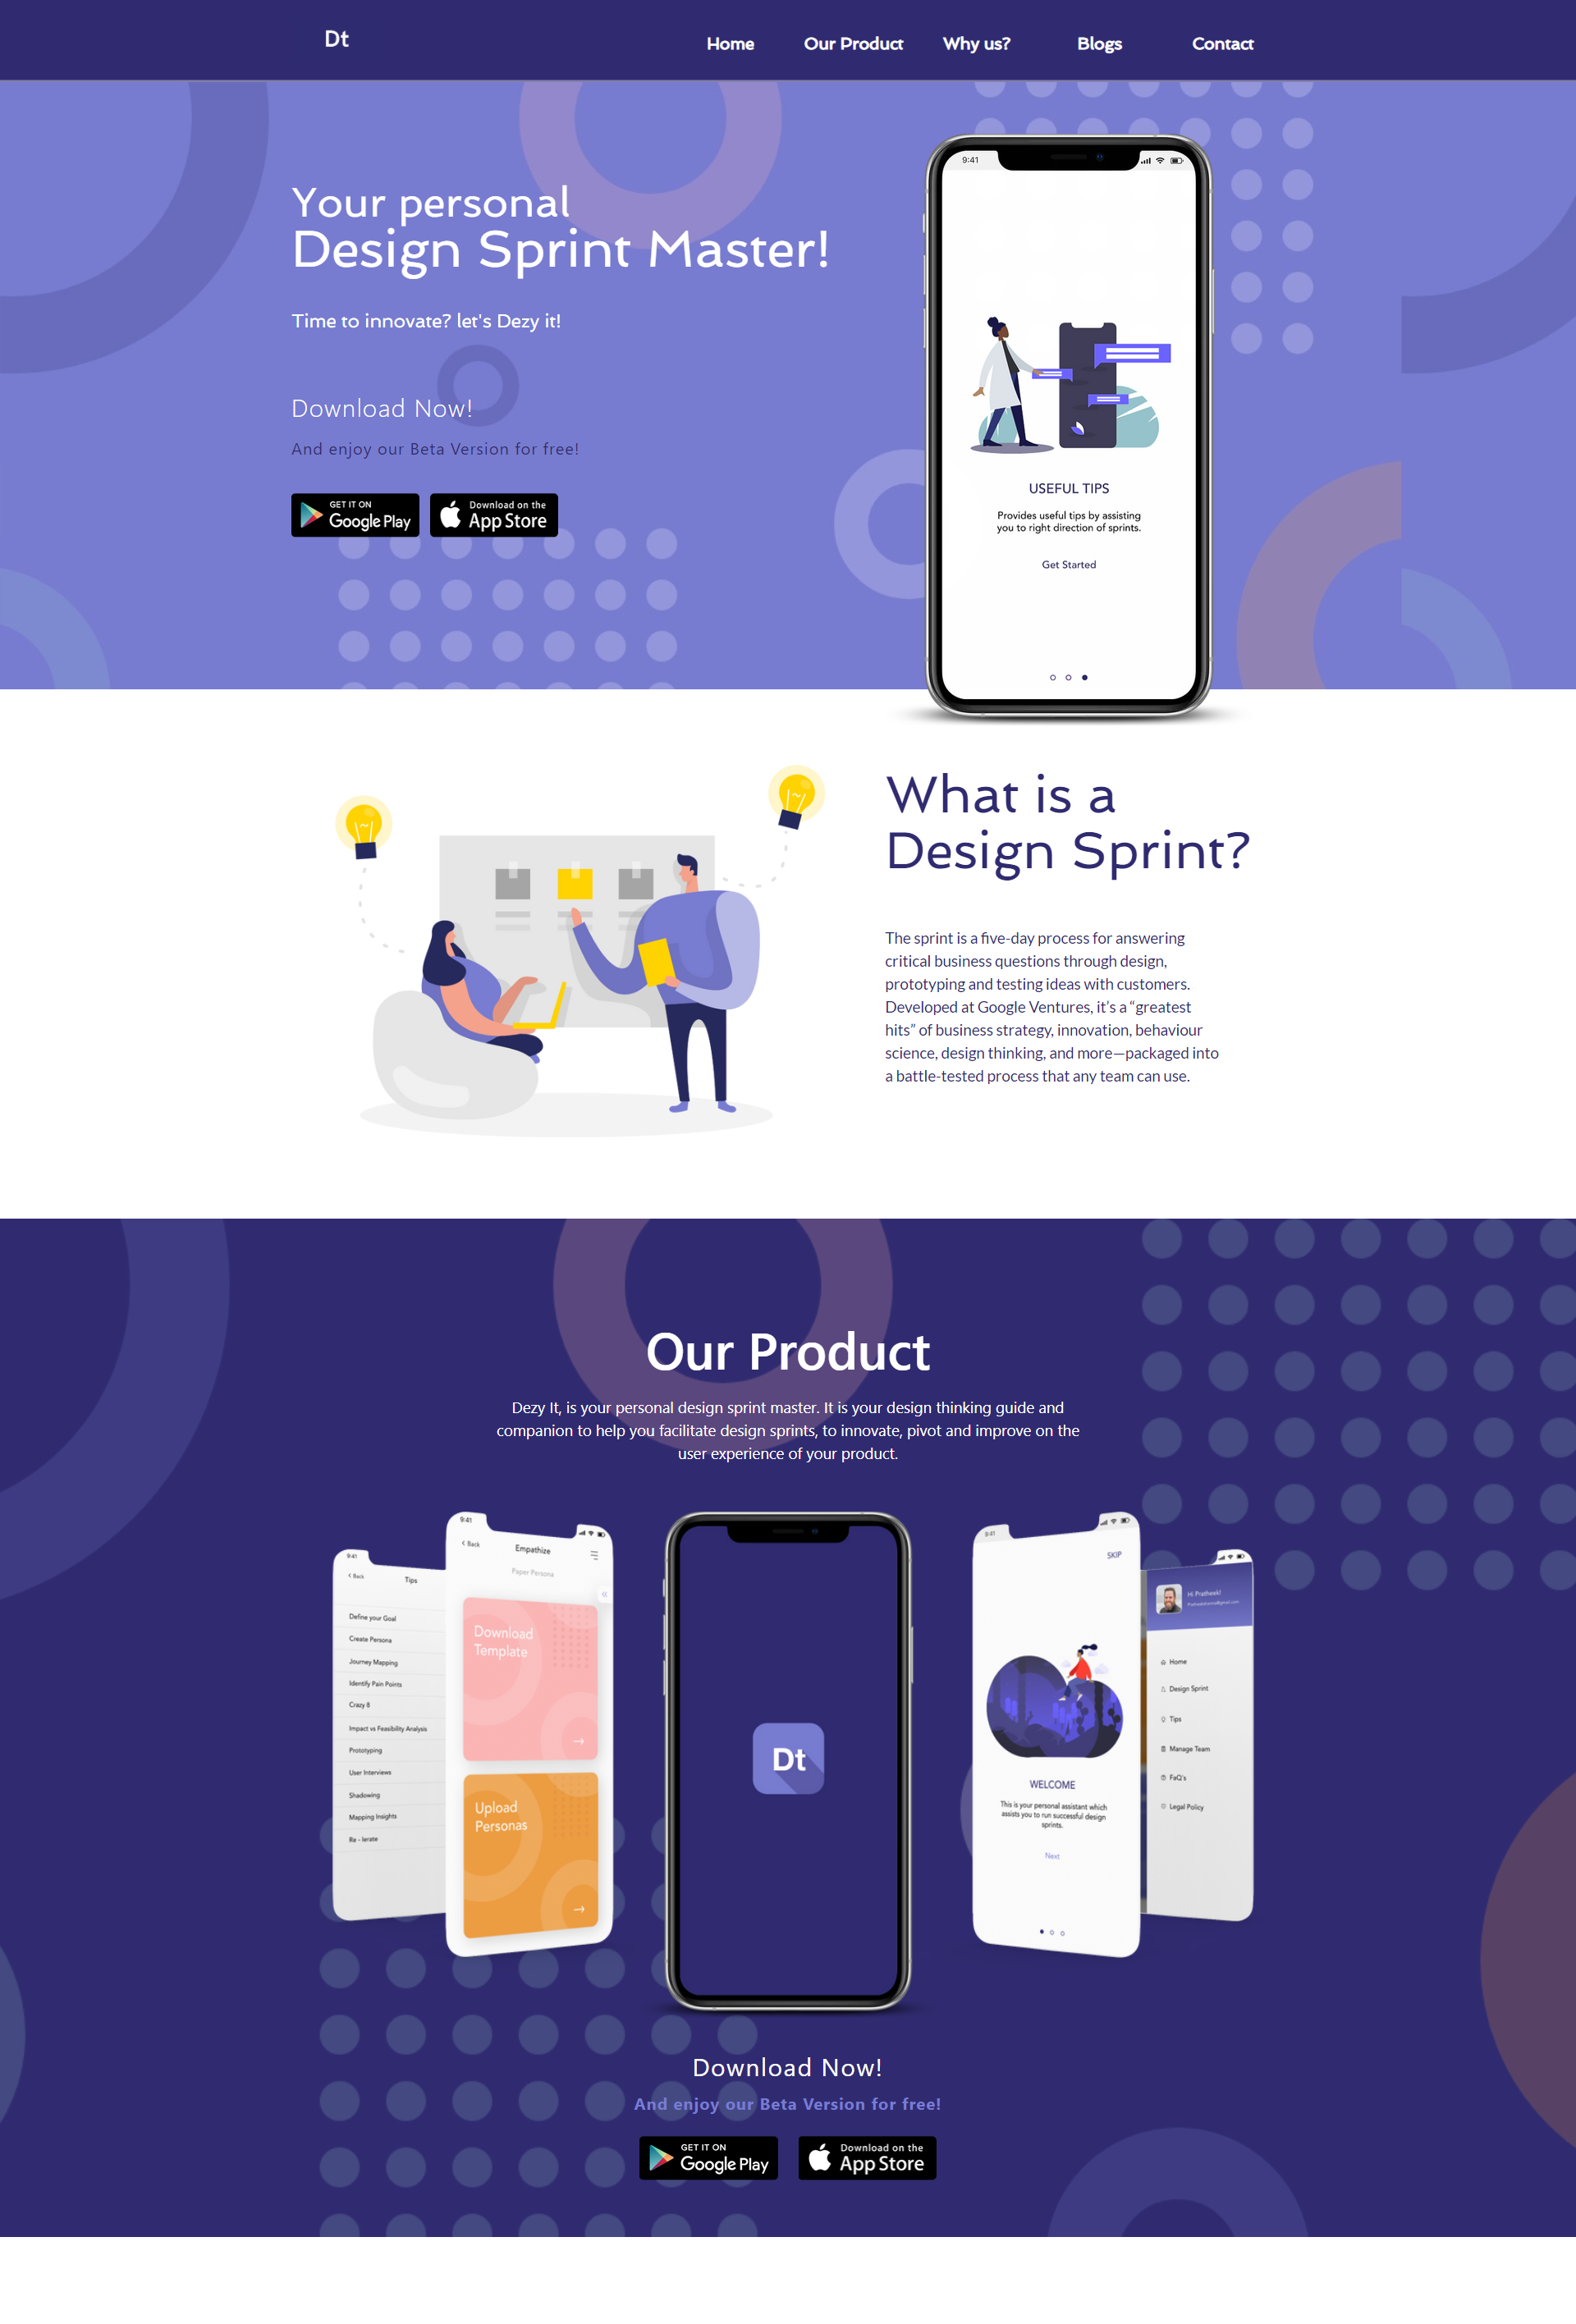 Dt
Home Our Product Why us? Blogs Contact
Your personal
Design Sprint Master!
Time to innovate? let's Dezy it!
Download Now!
And enjoy our Beta Version for free!
GET IT ON
Google Play
Download on the
App Store
9:41
USEFUL TIPS
Provides useful tips by assisting
you to right direction of sprints.
Get Started
What is a
Design Sprint?
The sprint is a five-day process for answering
critical business questions through design,
prototyping and testing ideas with customers.
Developed at Google Ventures, it’s a “greatest
hits” of business strategy, innovation, behaviour
science, design thinking, and more—packaged into
a battle-tested process that any team can use.
Our Product
Dezy It, is your personal design sprint master. It is your design thinking guide and
companion to help you facilitate design sprints, to innovate, pivot and improve on the
user experience of your product.
9:41
< Back Tips
Define your Goal
Create Persona
Journey Mapping
Identify Pain Points
Crazy 8
Impact vs Feasibility Analysis
Prototyping
User Interviews
Shadowing
Mapping Insights
Re - Ierate
9:41
< Back Empathize
Paper Persona
Download
Template
Upload
Personas
Dt
9:41
SKIP
WELCOME
This is your personal assistant which
assists you to run successful design
sprints.
Next
Hi Pratheek!
Home
Design Sprint
Tips
Manage Team
FaQ's
Legal Policy
Download Now!
And enjoy our Beta Version for free!
GET IT ON
Google Play
Download on the
App Store